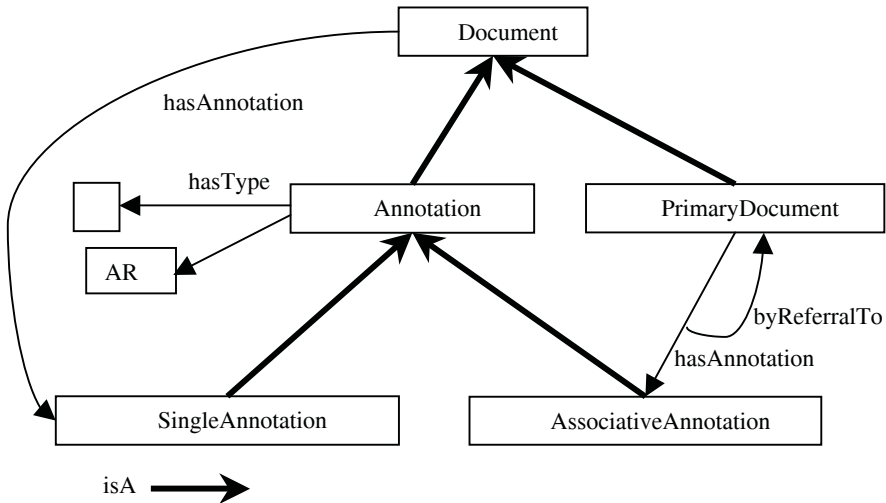 Document
hasAnnotation
hasType
Annotation
PrimaryDocument
AR
byReferralTo
hasAnnotation
SingleAnnotation
AssociativeAnnotation
isA